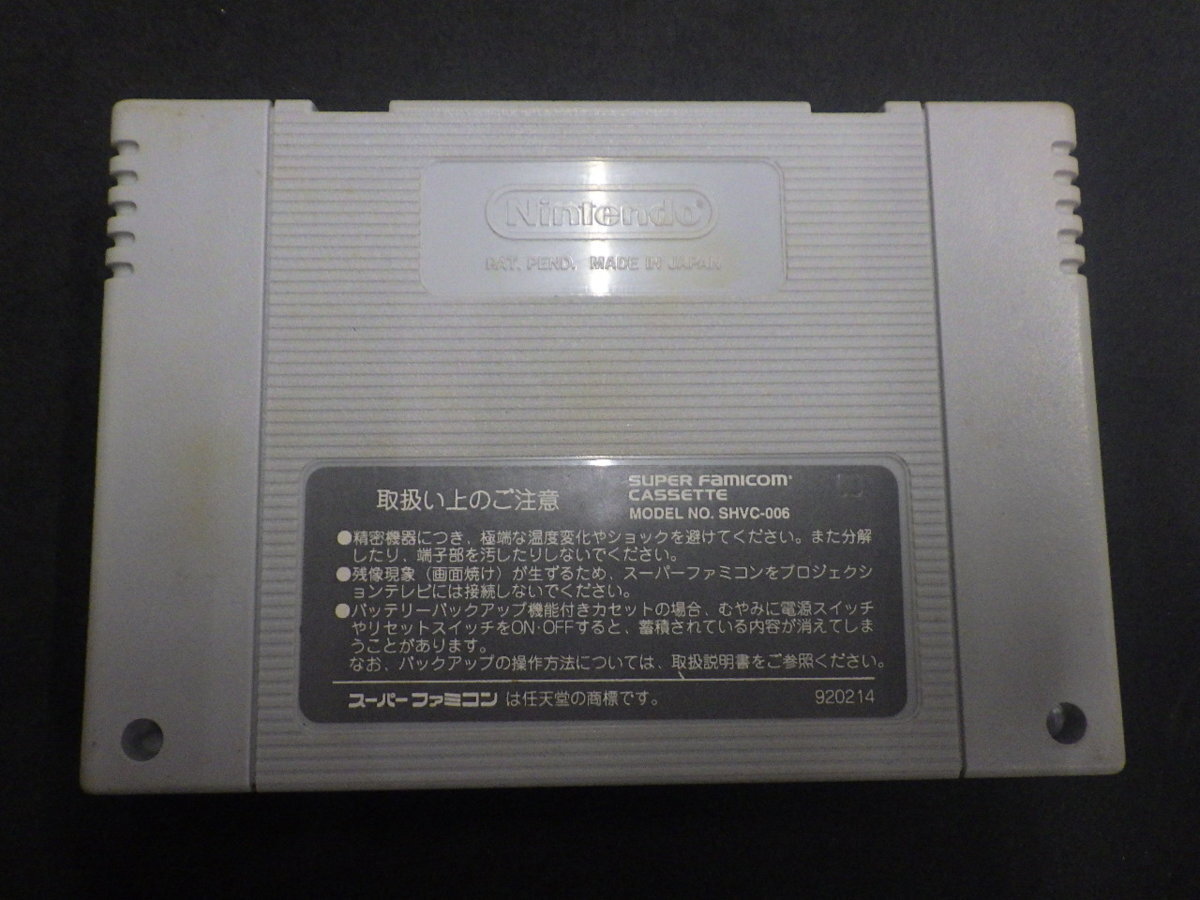 Nintendo®
PAT. PEND. MADE IN JAPAN
取扱い上のご注意
SUPER Famicom
CASSETTE
MODEL NO. SHVC-006
●精密機器につき、極端な温度変化やショックを避けてください。また分解
したり、端子部を汚したりしないでください。
●残像現象（画面焼け）が生ずるため、スーパーファミコンをプロジェクシ
ョンテレビには接続しないでください。
●バッテリーバックアップ機能付きカセットの場合、むやみに電源スイッチ
やリセットスイッチをON・OFFすると、蓄積されている内容が消えてしま
うことがあります。
なお、バックアップの操作方法については、取扱説明書をご参照ください。
スーパーファミコン は任天堂の商標です。
920214